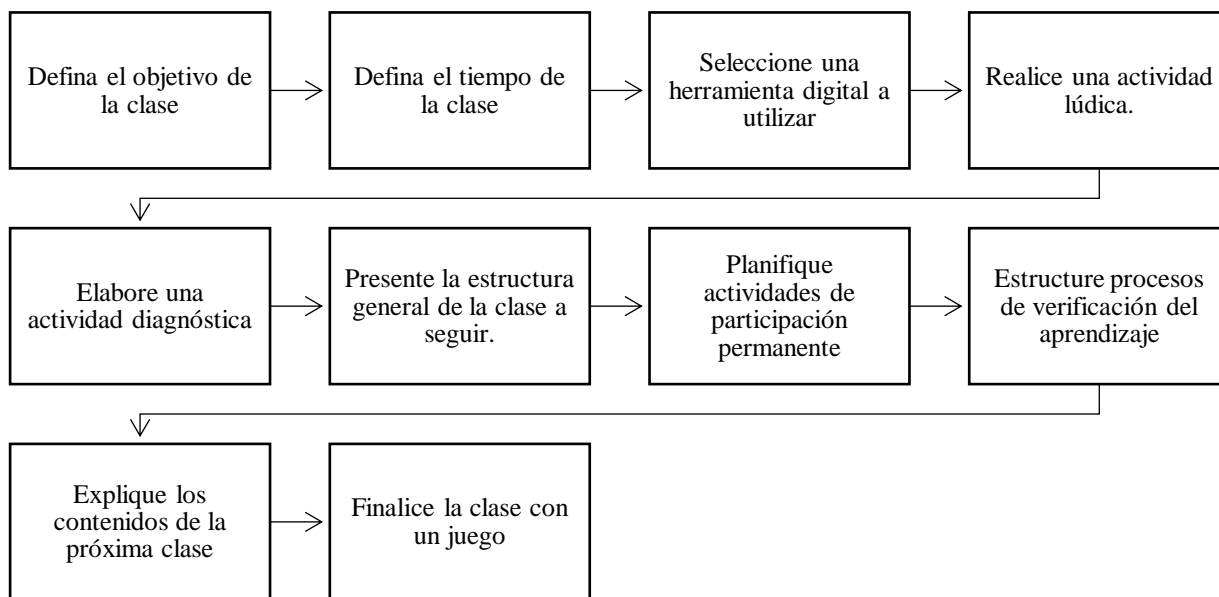 Defina el objetivo de
la clase
Defina el tiempo de
la clase
Seleccione una
herramienta digital a
utilizar
Realice una actividad
lúdica.
Elabore una
actividad diagnóstica
Presente la estructura
general de la clase a
seguir.
Planifique
actividades de
participación
permanente
Estructure procesos
de verificación del
aprendizaje
Explique los
contenidos de la
próxima clase
Finalice la clase con
un juego